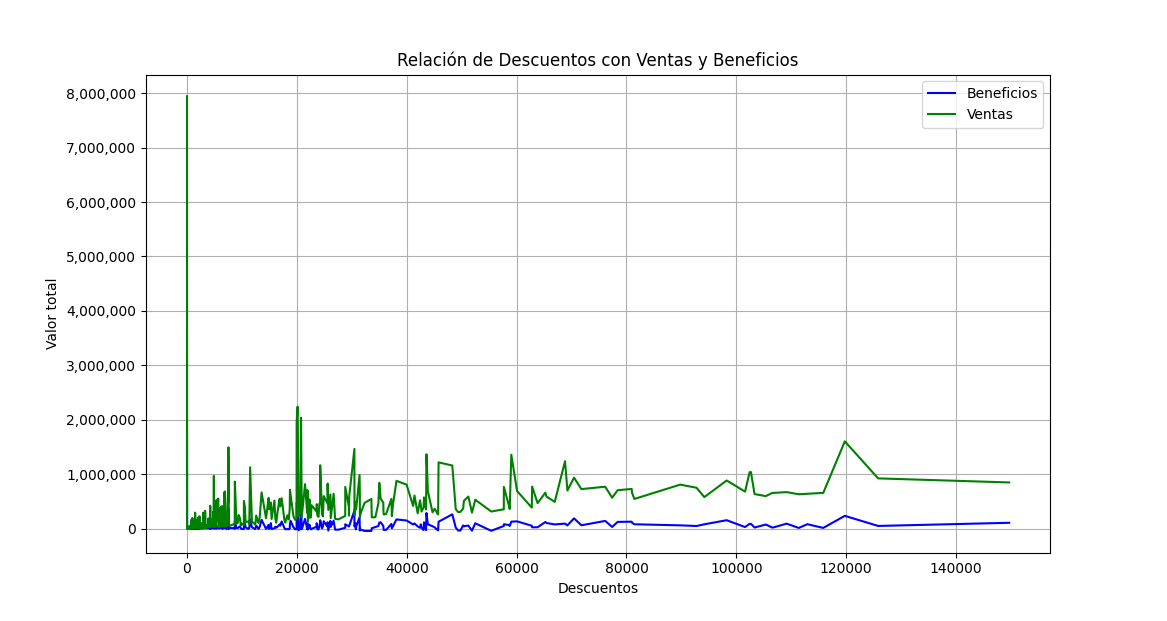 Relación de Descuentos con Ventas y Beneficios
Beneficios
Ventas
Valor total
8,000,000
7,000,000
6,000,000
5,000,000
4,000,000
3,000,000
2,000,000
1,000,000
0
0 20000 40000 60000 80000 100000 120000 140000
Descuentos